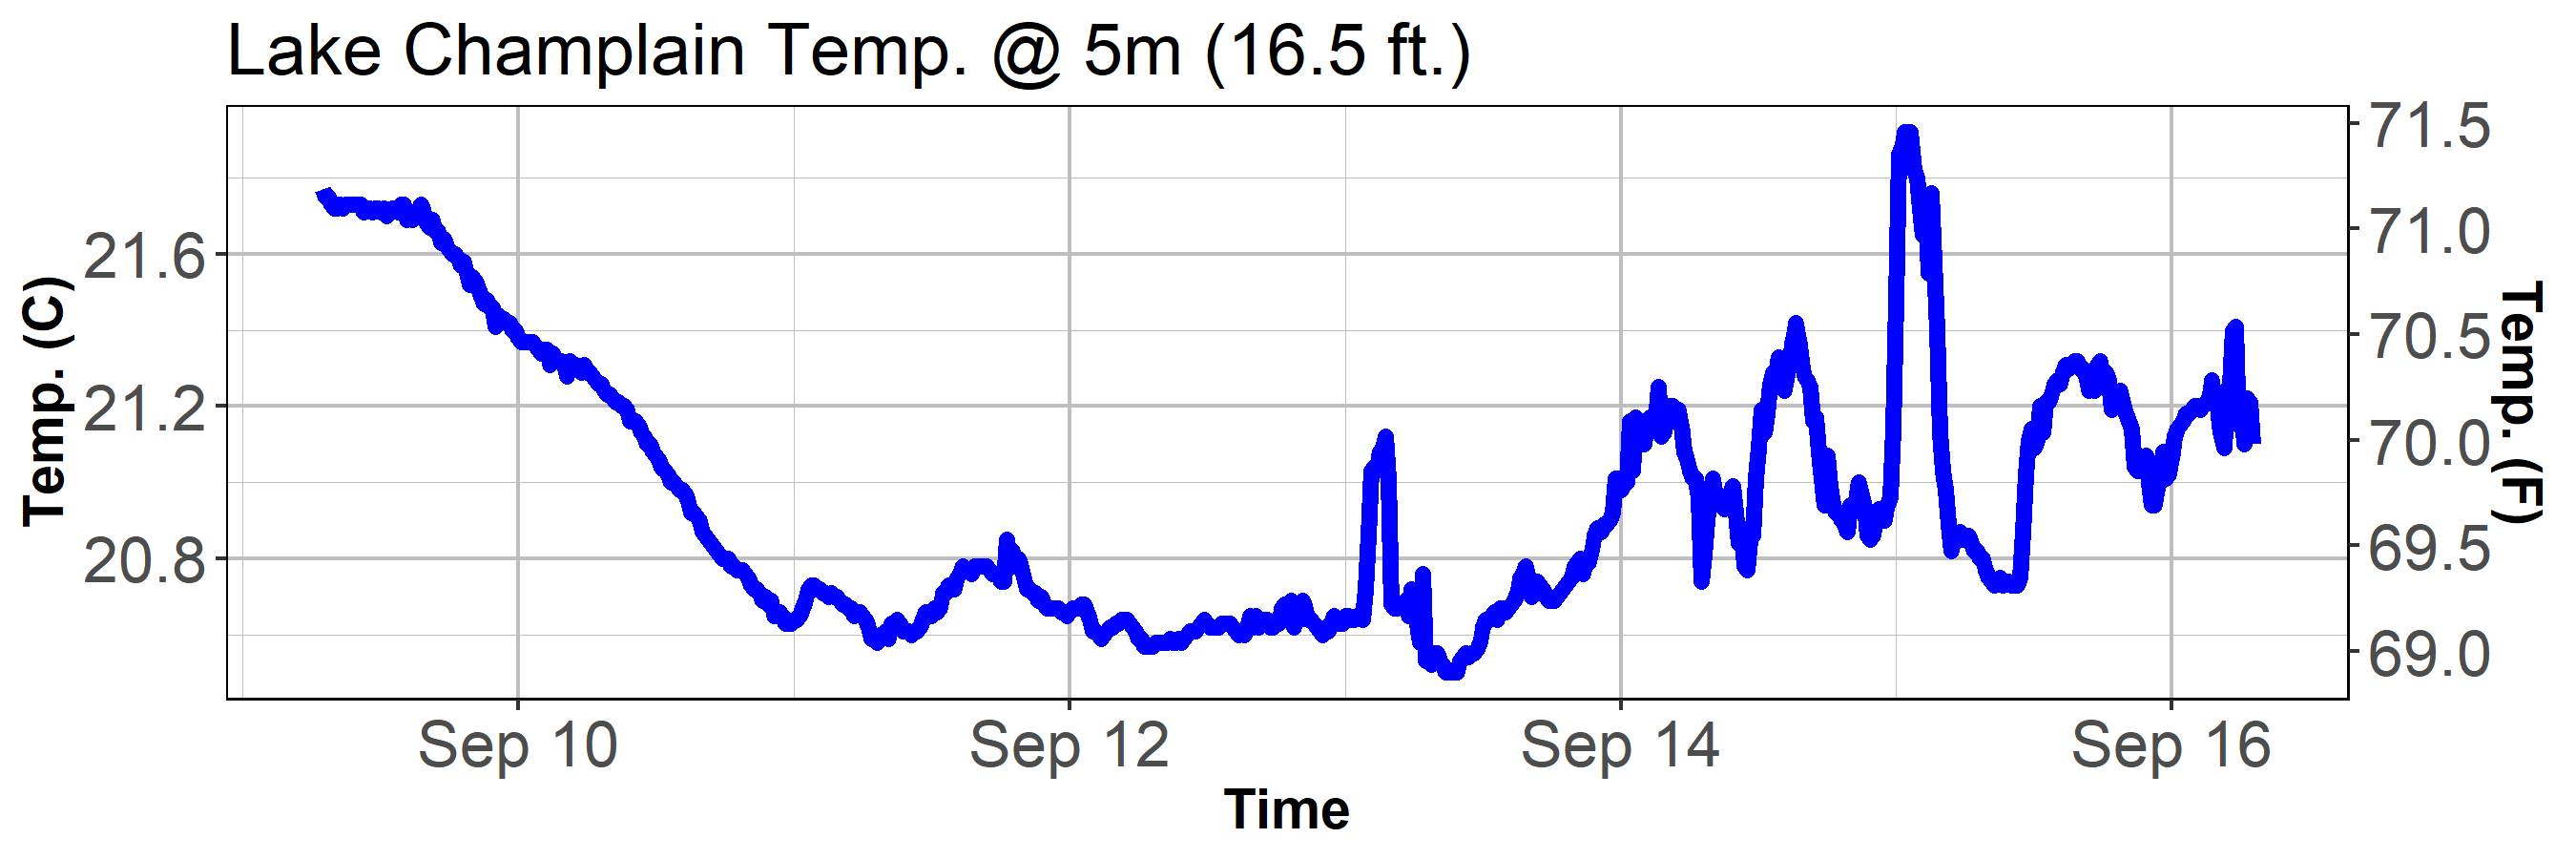 Lake Champlain Temp. @ 5m (16.5 ft.)
Temp. (C)
21.6
21.2
20.8
71.5
71.0
70.5
70.0
69.5
69.0
Temp. (F)
Sep 10
Sep 12
Sep 14
Sep 16
Time